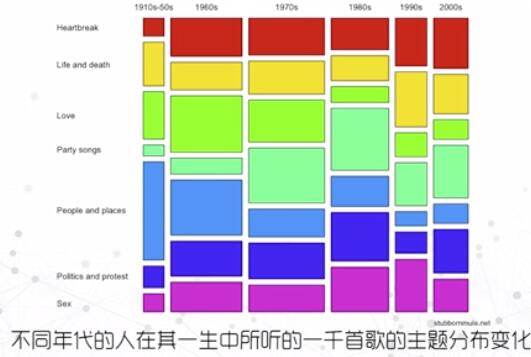 1910s-50s 1960s 1970s 1980s 1990s 2000s
Heartbreak
Life and death
Love
Party songs
People and places
Politics and protest
Sex
stubbornmule.net
不同年代的人在其一生中所听的一千首歌的主题分布变化